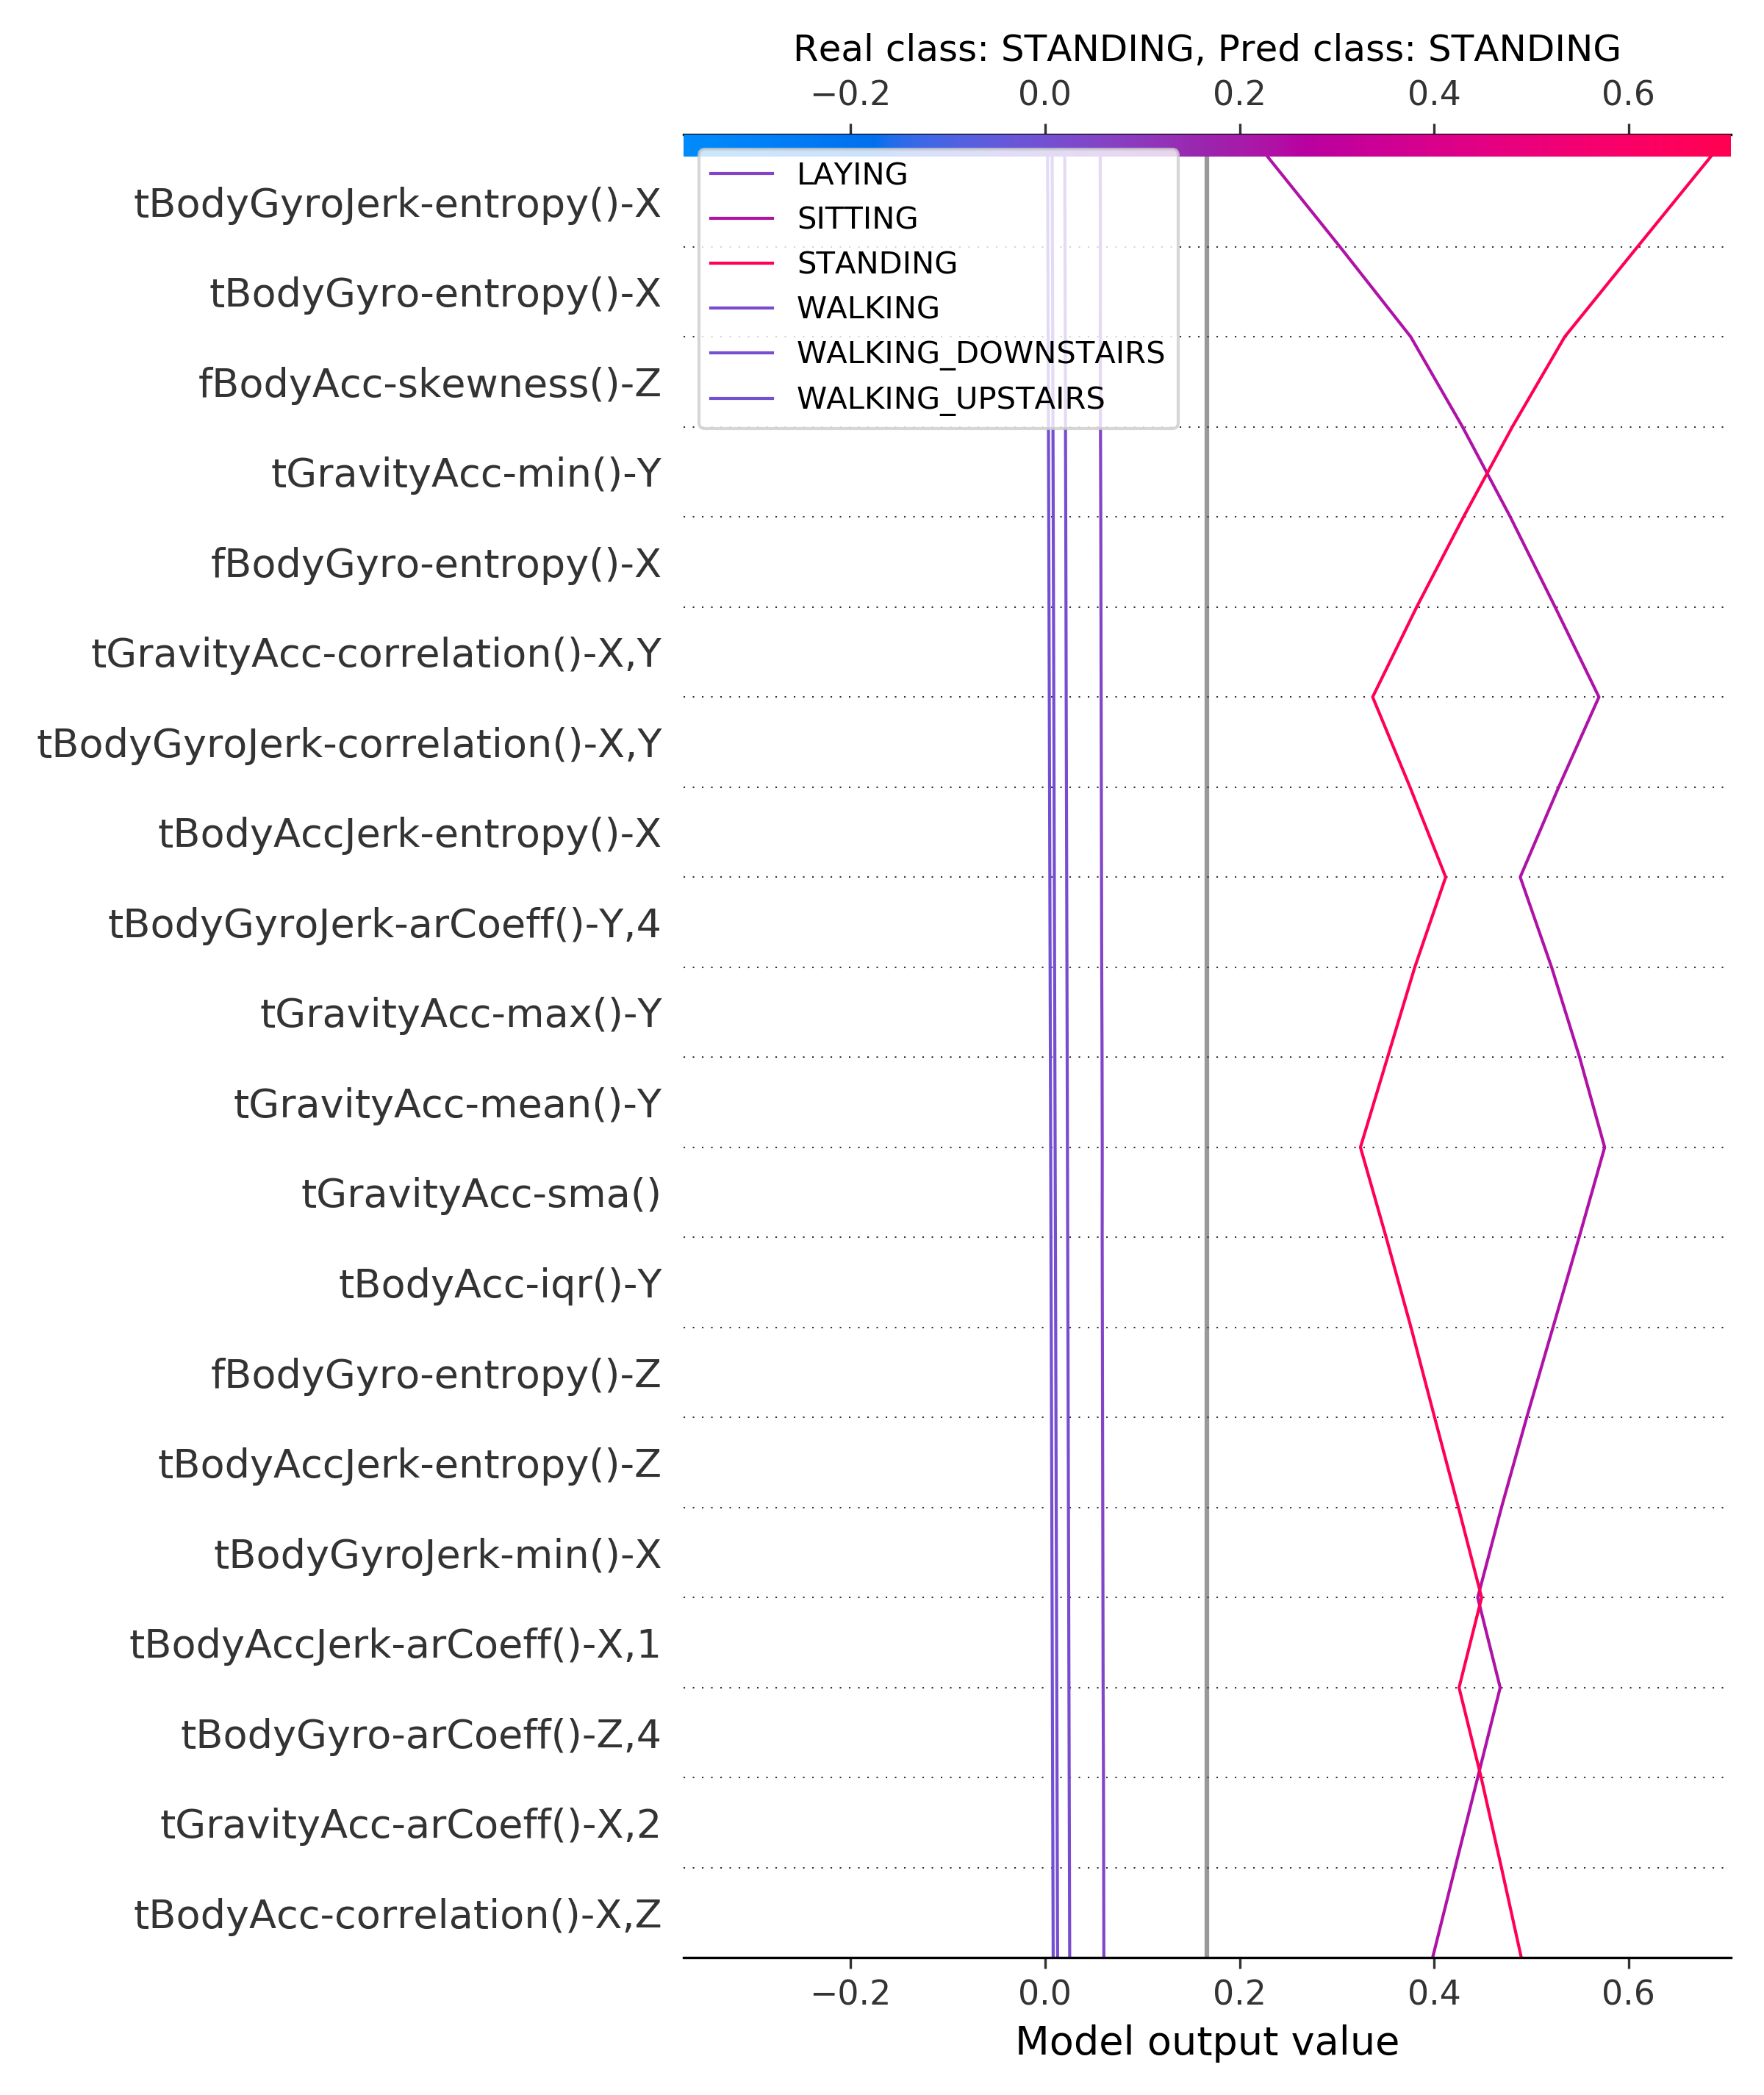 Real class: STANDING, Pred class: STANDING
−0.2 0.0 0.2 0.4 0.6
LAYING
SITTING
STANDING
WALKING
WALKING_DOWNSTAIRS
WALKING_UPSTAIRS
tBodyGyroJerk-entropy()-X
tBodyGyro-entropy()-X
fBodyAcc-skewness()-Z
tGravityAcc-min()-Y
fBodyGyro-entropy()-X
tGravityAcc-correlation()-X,Y
tBodyGyroJerk-correlation()-X,Y
tBodyAccJerk-entropy()-X
tBodyGyroJerk-arCoeff()-Y,4
tGravityAcc-max()-Y
tGravityAcc-mean()-Y
tGravityAcc-sma()
tBodyAcc-iqr()-Y
fBodyGyro-entropy()-Z
tBodyAccJerk-entropy()-Z
tBodyGyroJerk-min()-X
tBodyAccJerk-arCoeff()-X,1
tBodyGyro-arCoeff()-Z,4
tGravityAcc-arCoeff()-X,2
tBodyAcc-correlation()-X,Z
−0.2 0.0 0.2 0.4 0.6
Model output value